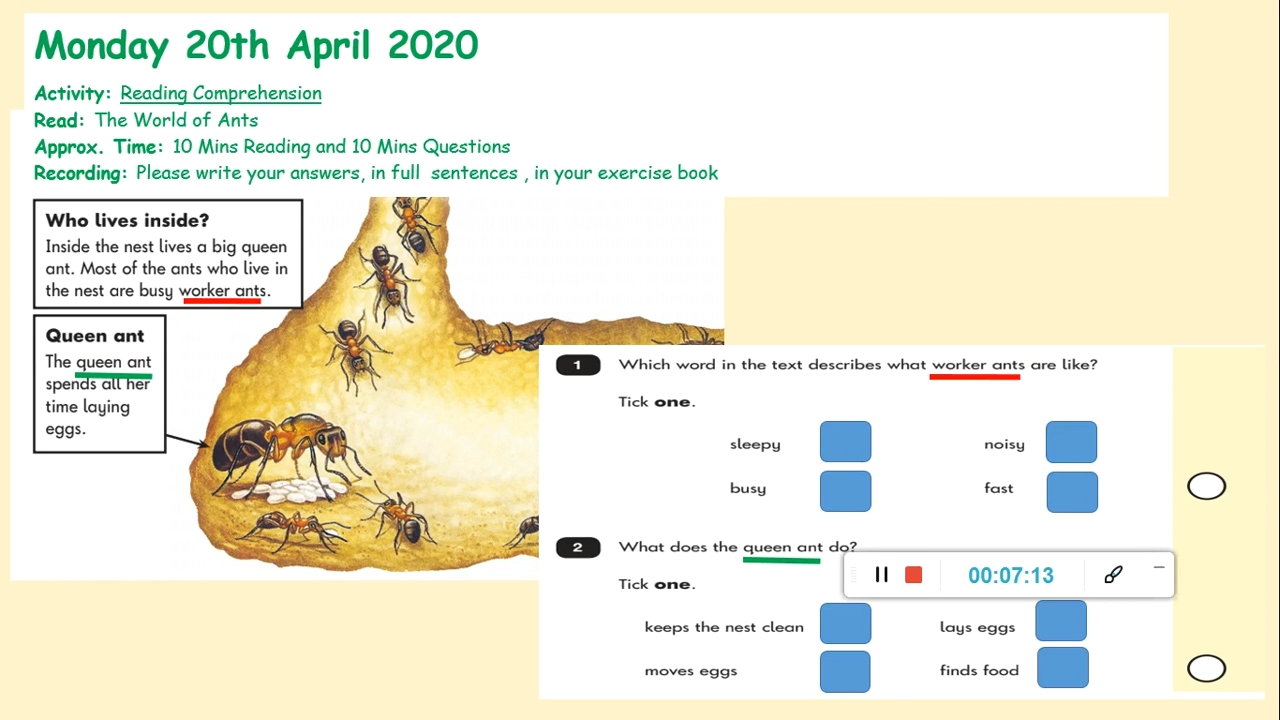 Monday 20th April 2020
Activity: Reading Comprehension
Read: The World of Ants
Approx. Time: 10 Mins Reading and 10 Mins Questions
Recording: Please write your answers, in full sentences , in your exercise book
Who lives inside?
Inside the nest lives a big queen
ant. Most of the ants who live in
the nest are busy worker ants.
Queen ant
The queen ant
spends all her
time laying
eggs.
1 Which word in the text describes what worker ants are like?
Tick one.
sleepy noisy
busy fast
2 What does the queen ant do?
Tick one.
00:07:13
keeps the nest clean lays eggs
moves eggs finds food